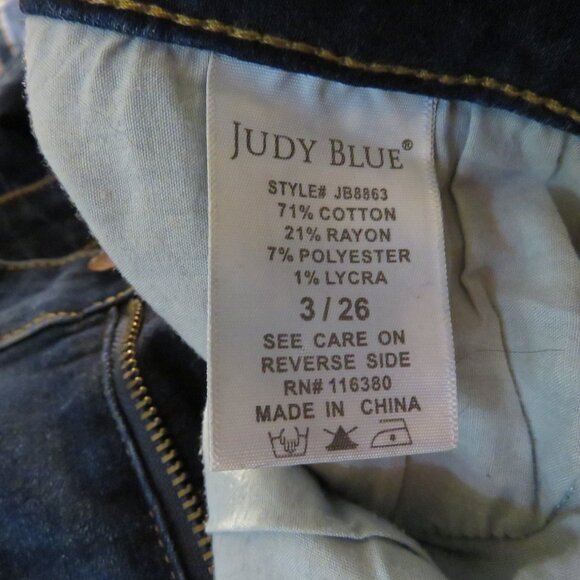 JUDY BLUE®
STYLE# JB8863
71% COTTON
21% RAYON
7% POLYESTER
1% LYCRA
3 / 26
SEE CARE ON
REVERSE SIDE
RN# 116380
MADE IN CHINA